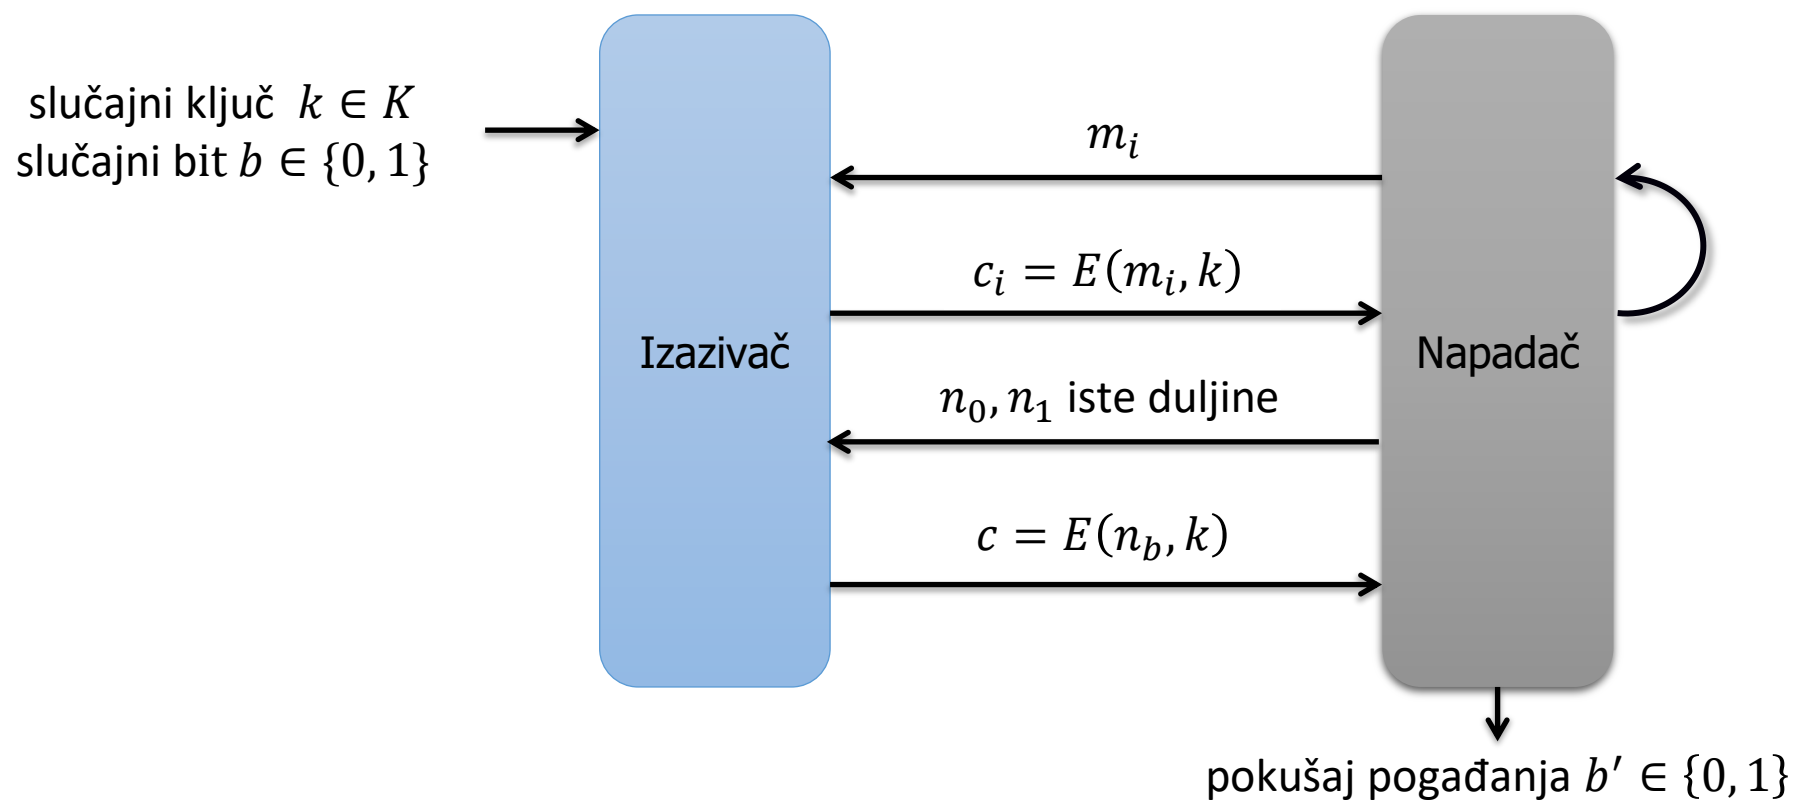 slučajni ključ k ∈ K
slučajni bit b ∈ {0, 1}
m_i
c_i = E(m_i, k)
Izazivač
Napadač
n_0, n_1 iste duljine
c = E(n_b, k)
pokušaj pogađanja b′ ∈ {0, 1}